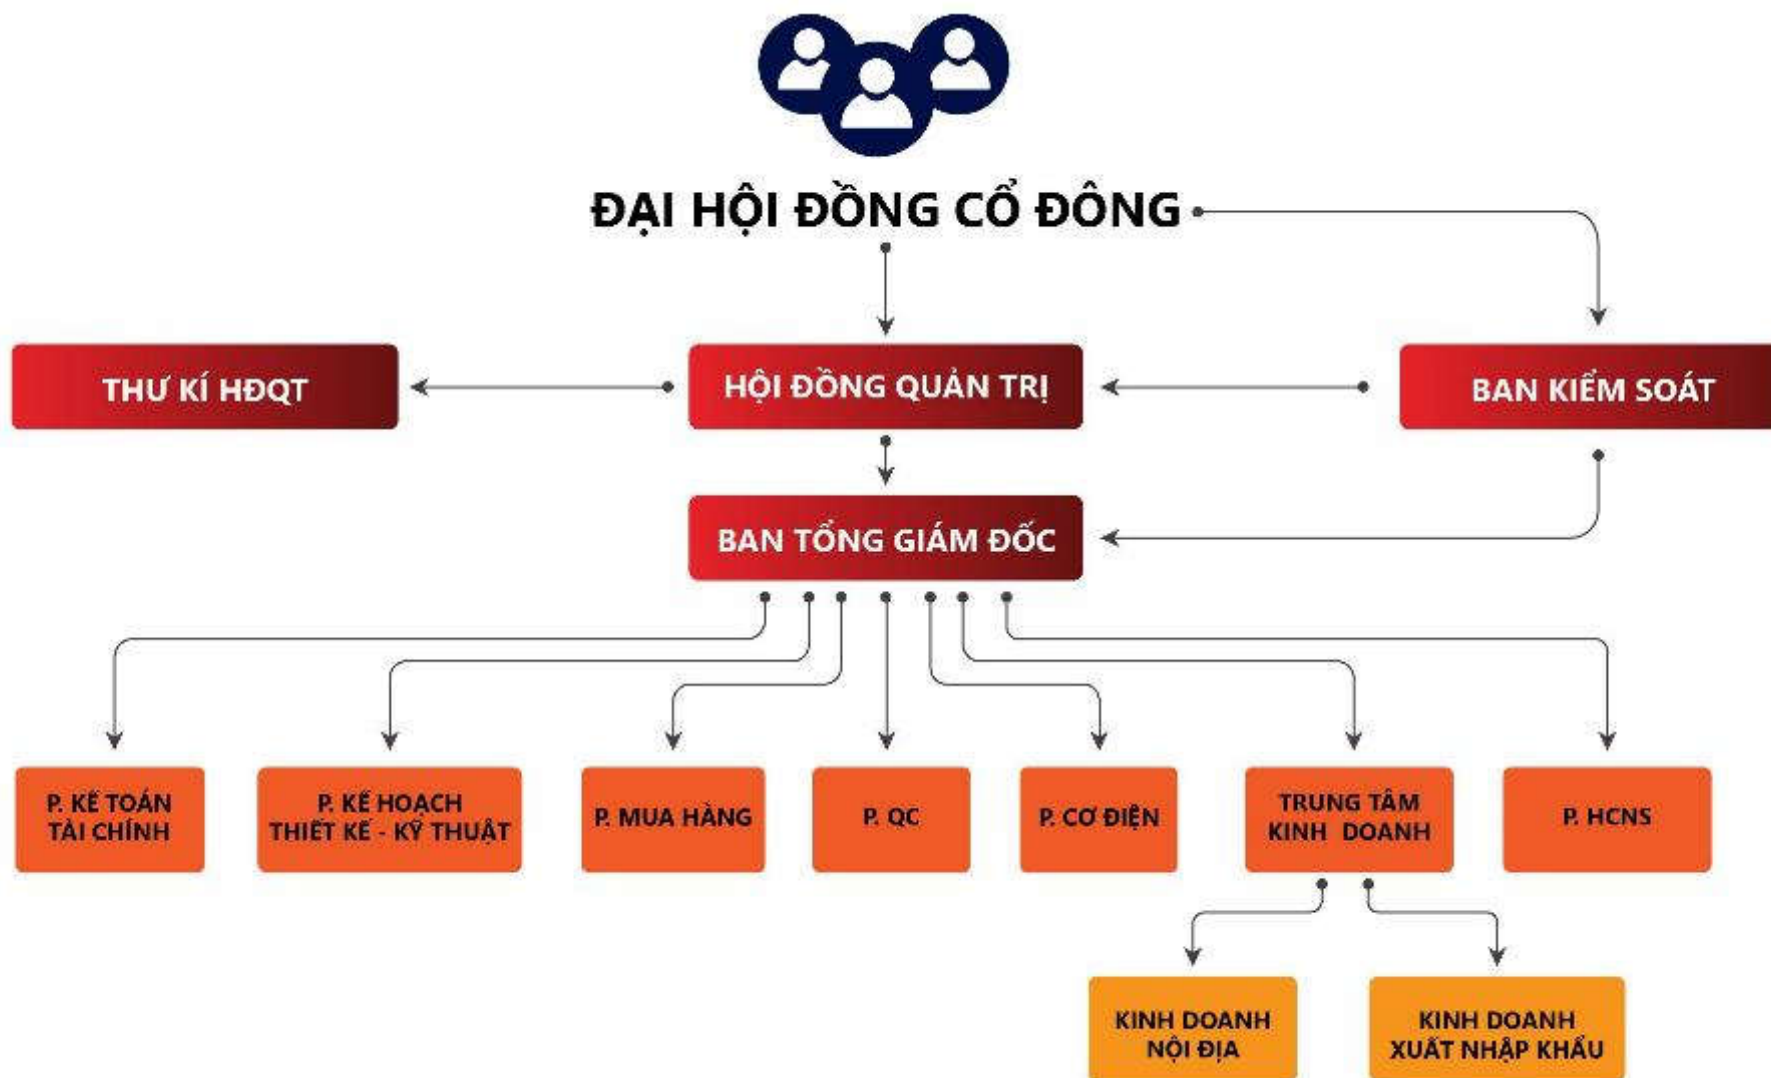 ĐẠI HỘI ĐỒNG CỔ ĐÔNG
THƯ KÍ HĐQT
HỘI ĐỒNG QUẢN TRỊ
BAN KIỂM SOÁT
BAN TỔNG GIÁM ĐỐC
P. KẾ TOÁN
TÀI CHÍNH
P. KẾ HOẠCH
THIẾT KẾ - KỸ THUẬT
P. MUA HÀNG
P. QC
P. CƠ ĐIỆN
TRUNG TÂM
KINH DOANH
P. HCNS
KINH DOANH
NỘI ĐỊA
KINH DOANH
XUẤT NHẬP KHẨU